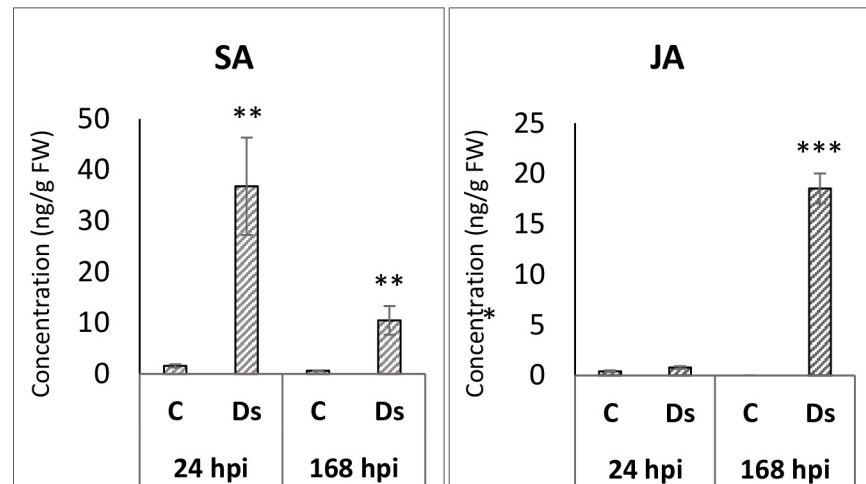 SA
Concentration (ng/g FW)
50
40
30
20
10
0
**
**
C Ds C Ds
24 hpi 168 hpi
JA
Concentration (ng/g FW)
*
25
20
15
10
5
0
***
C Ds C Ds
24 hpi 168 hpi